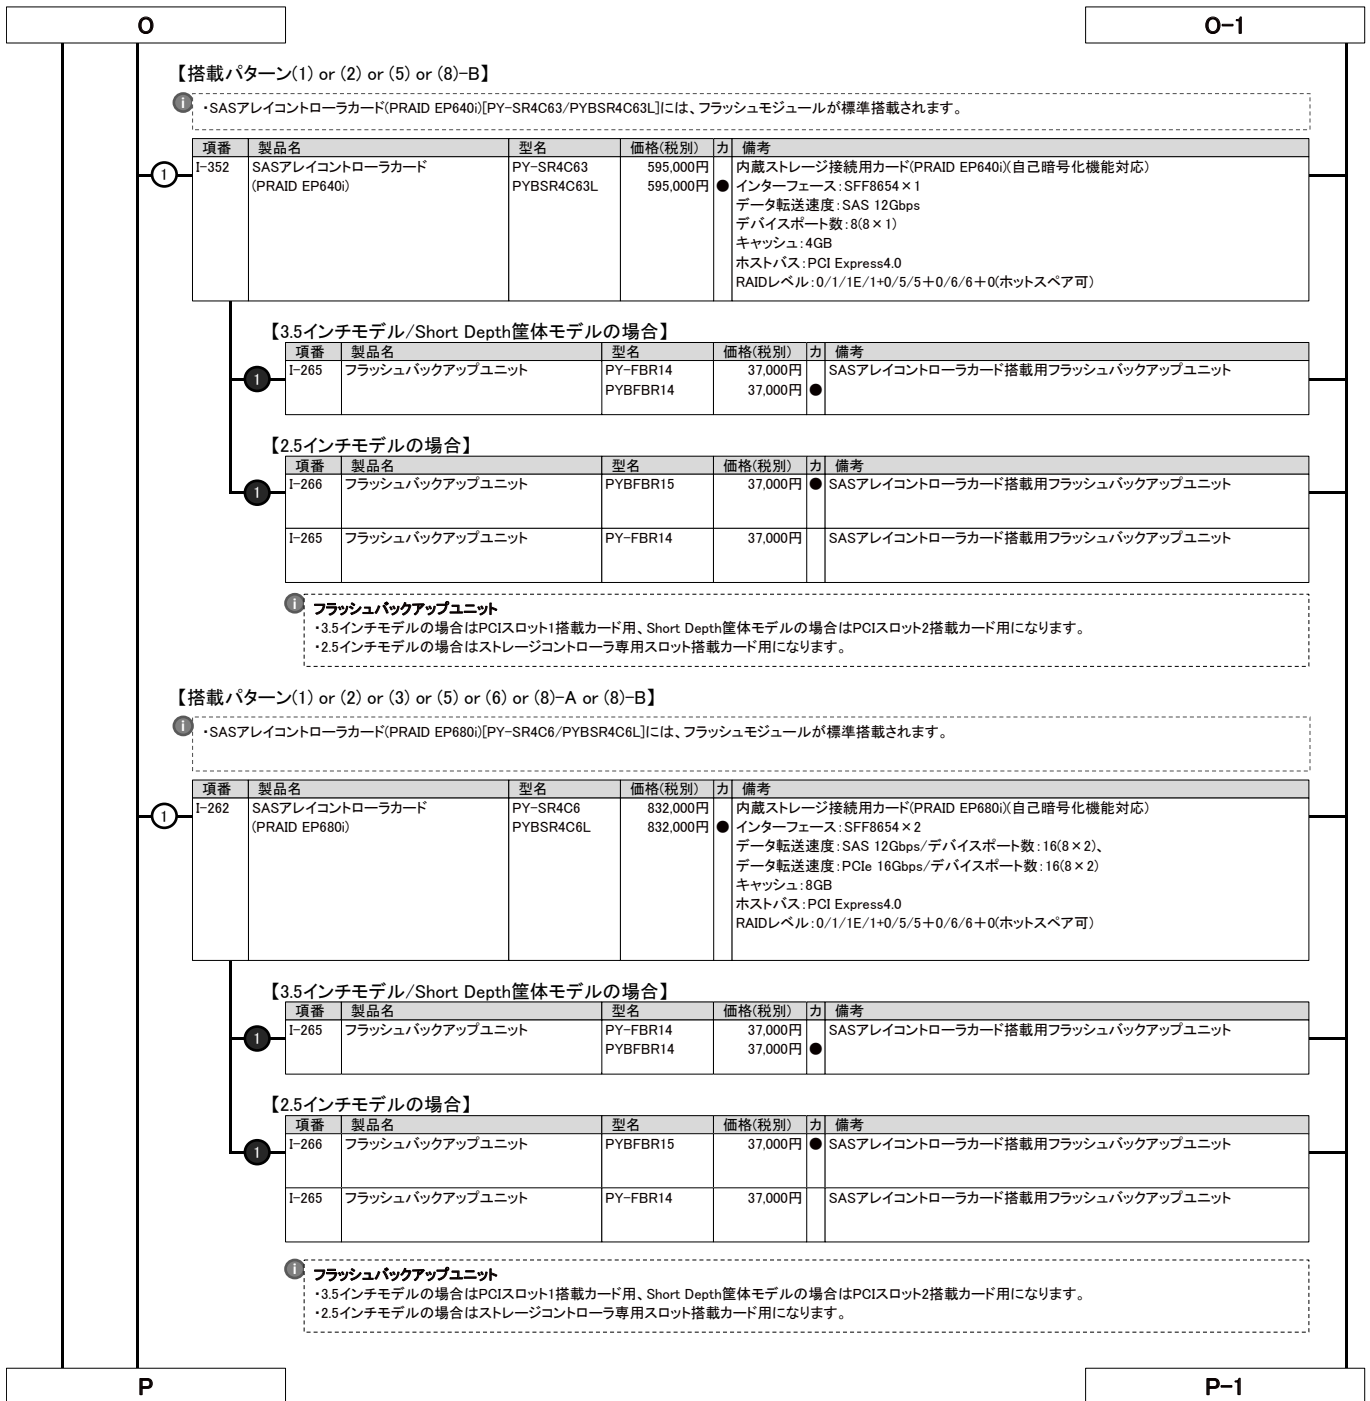 O
O-1
【搭載パターン(1) or (2) or (5) or (8)-B】
i
・SASアレイコントローラカード(PRAID EP640i)[PY-SR4C63/PYBSR4C63L]には、フラッシュモジュールが標準搭載されます。
項番 製品名 型名 価格(税別) カ 備考
1
I-352 SASアレイコントローラカード PY-SR4C63 595,000円 内蔵ストレージ接続用カード(PRAID EP640i)(自己暗号化機能対応)
(PRAID EP640i) PYBSR4C63L 595,000円 ● インターフェース：SFF8654×1
データ転送速度：SAS 12Gbps
デバイスポート数：8(8×1)
キャッシュ：4GB
ホストバス：PCI Express4.0
RAIDレベル：0/1/1E/1+0/5/5＋0/6/6＋0(ホットスペア可)
【3.5インチモデル/Short Depth筐体モデルの場合】
項番 製品名 型名 価格(税別) カ 備考
1
I-265 フラッシュバックアップユニット PY-FBR14 37,000円 SASアレイコントローラカード搭載用フラッシュバックアップユニット
PYBFBR14 37,000円 ●
【2.5インチモデルの場合】
項番 製品名 型名 価格(税別) カ 備考
1
I-266 フラッシュバックアップユニット PYBFBR15 37,000円 ● SASアレイコントローラカード搭載用フラッシュバックアップユニット
I-265 フラッシュバックアップユニット PY-FBR14 37,000円 SASアレイコントローラカード搭載用フラッシュバックアップユニット
i
フラッシュバックアップユニット
・3.5インチモデルの場合はPCIスロット1搭載カード用、Short Depth筐体モデルの場合はPCIスロット2搭載カード用になります。
・2.5インチモデルの場合はストレージコントローラ専用スロット搭載カード用になります。
【搭載パターン(1) or (2) or (3) or (5) or (6) or (8)-A or (8)-B】
i
・SASアレイコントローラカード(PRAID EP680i)[PY-SR4C6/PYBSR4C6L]には、フラッシュモジュールが標準搭載されます。
項番 製品名 型名 価格(税別) カ 備考
1
I-262 SASアレイコントローラカード PY-SR4C6 832,000円 内蔵ストレージ接続用カード(PRAID EP680i)(自己暗号化機能対応)
(PRAID EP680i) PYBSR4C6L 832,000円 ● インターフェース：SFF8654×2
データ転送速度：SAS 12Gbps/デバイスポート数：16(8×2)、
データ転送速度：PCIe 16Gbps/デバイスポート数：16(8×2)
キャッシュ：8GB
ホストバス：PCI Express4.0
RAIDレベル：0/1/1E/1+0/5/5＋0/6/6＋0(ホットスペア可)
【3.5インチモデル/Short Depth筐体モデルの場合】
項番 製品名 型名 価格(税別) カ 備考
1
I-265 フラッシュバックアップユニット PY-FBR14 37,000円 SASアレイコントローラカード搭載用フラッシュバックアップユニット
PYBFBR14 37,000円 ●
【2.5インチモデルの場合】
項番 製品名 型名 価格(税別) カ 備考
1
I-266 フラッシュバックアップユニット PYBFBR15 37,000円 ● SASアレイコントローラカード搭載用フラッシュバックアップユニット
I-265 フラッシュバックアップユニット PY-FBR14 37,000円 SASアレイコントローラカード搭載用フラッシュバックアップユニット
i
フラッシュバックアップユニット
・3.5インチモデルの場合はPCIスロット1搭載カード用、Short Depth筐体モデルの場合はPCIスロット2搭載カード用になります。
・2.5インチモデルの場合はストレージコントローラ専用スロット搭載カード用になります。
P
P-1